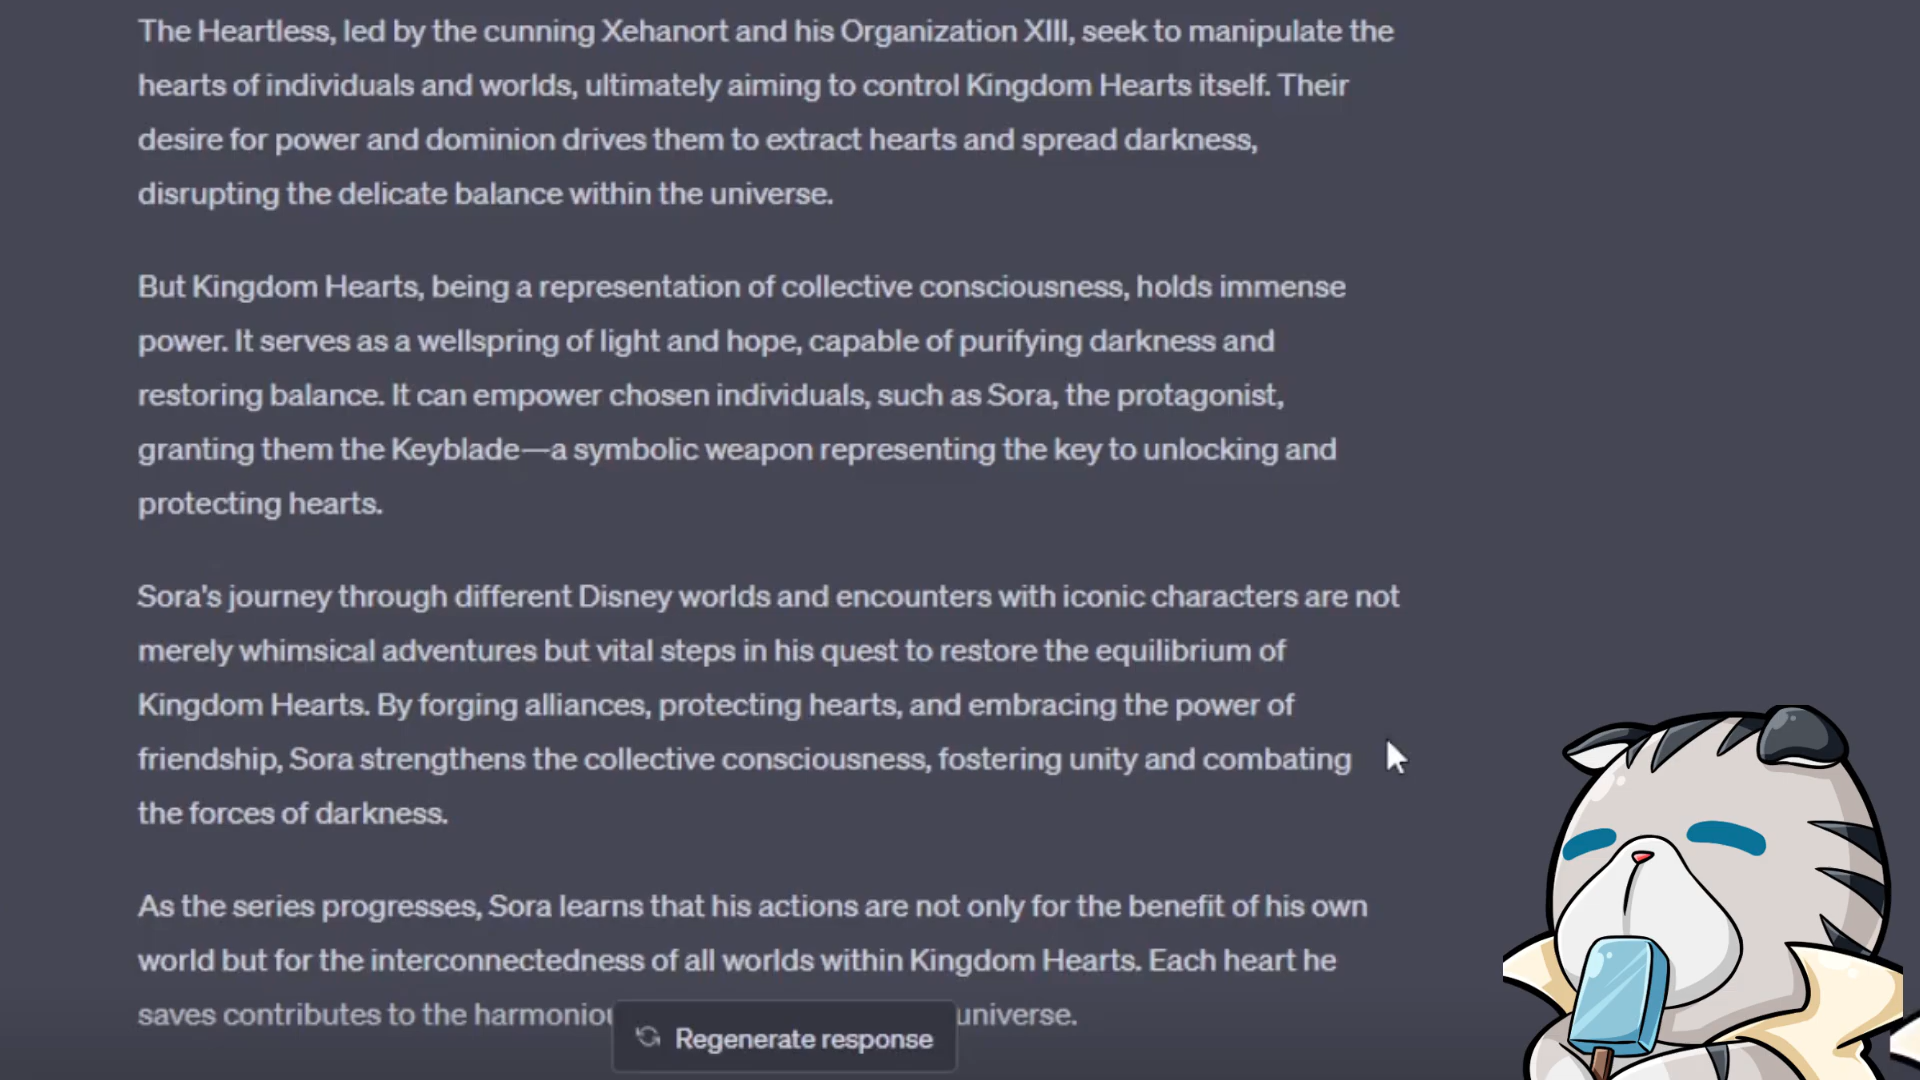 The Heartless, led by the cunning Xehanort and his Organization XIII, seek to manipulate the
hearts of individuals and worlds, ultimately aiming to control Kingdom Hearts itself. Their
desire for power and dominion drives them to extract hearts and spread darkness,
disrupting the delicate balance within the universe.
But Kingdom Hearts, being a representation of collective consciousness, holds immense
power. It serves as a wellspring of light and hope, capable of purifying darkness and
restoring balance. It can empower chosen individuals, such as Sora, the protagonist,
granting them the Keyblade—a symbolic weapon representing the key to unlocking and
protecting hearts.
Sora's journey through different Disney worlds and encounters with iconic characters are not
merely whimsical adventures but vital steps in his quest to restore the equilibrium of
Kingdom Hearts. By forging alliances, protecting hearts, and embracing the power of
friendship, Sora strengthens the collective consciousness, fostering unity and combating
the forces of darkness.
As the series progresses, Sora learns that his actions are not only for the benefit of his own
world but for the interconnectedness of all worlds within Kingdom Hearts. Each heart he
saves contributes to the universe.
Regenerate response